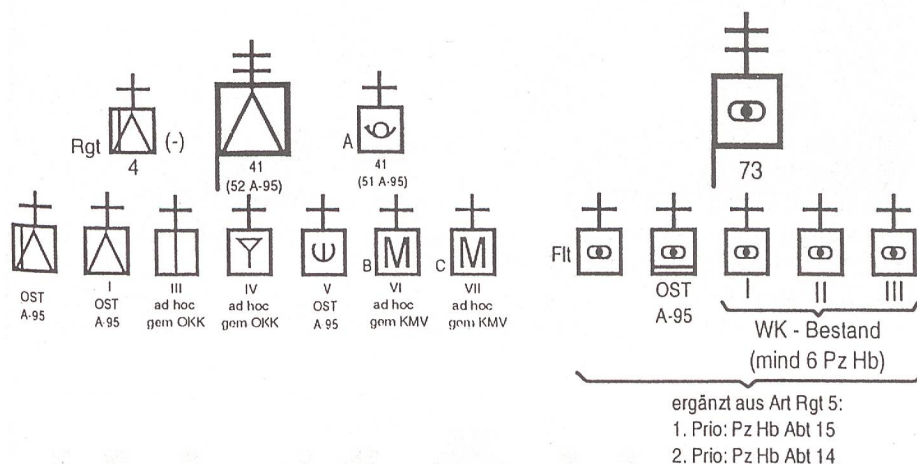 Rgt
4
(-)
41
(52 A-95)
A
41
(51 A-95)
73
OST
A-95
I
OST
A-95
III
ad hoc
gem OKK
IV
ad hoc
gem OKK
V
OST
A 95
B
M
VI
ad hoc
gem KMV
C
M
VII
ad hoc
gem KMV
Flt
OST
A-95
I
II
III
WK - Bestand
(mind 6 Pz Hb)
ergänzt aus Art Rgt 5:
1. Prio: Pz Hb Abt 15
2. Prio: Pz Hb Abt 14